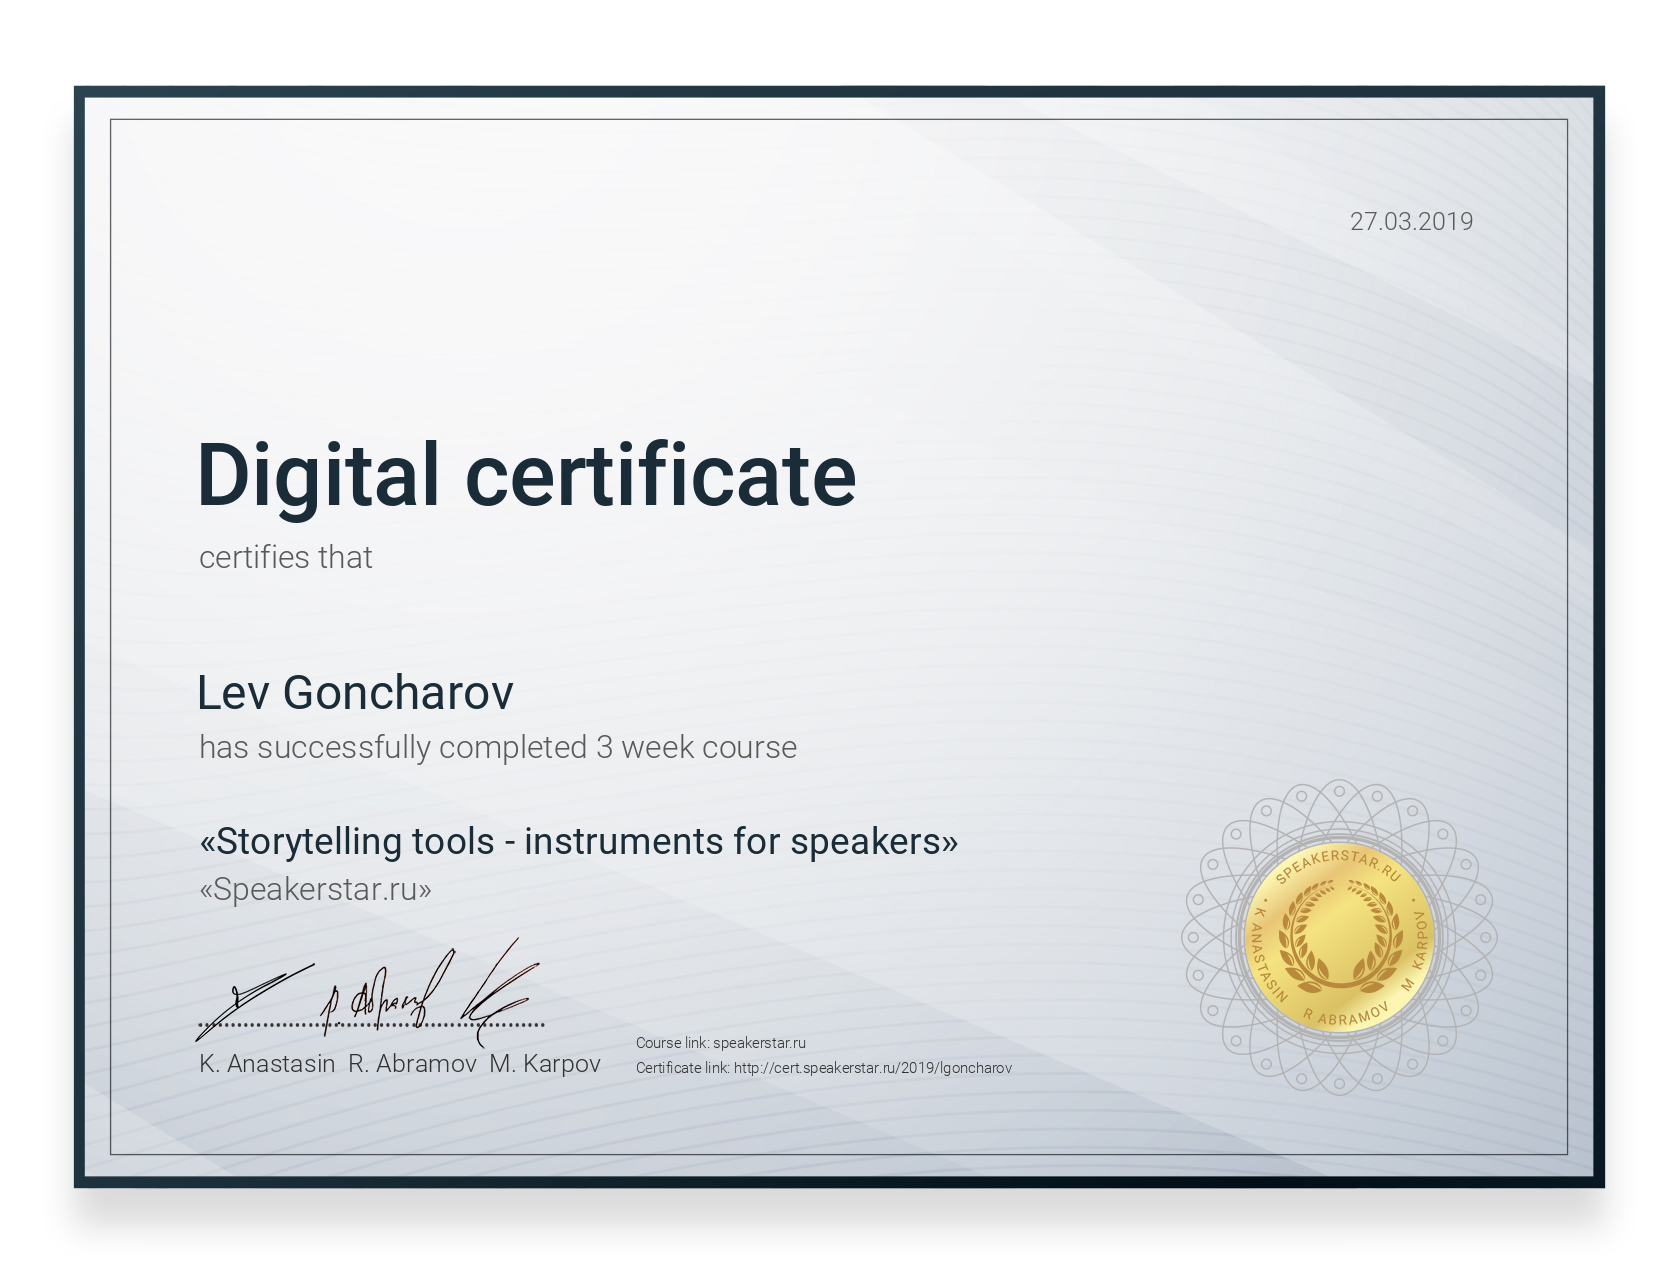 27.03.2019
Digital certificate
certifies that
Lev Goncharov
has successfully completed 3 week course
«Storytelling tools - instruments for speakers»
«Speakerstar.ru»
K. Anastasin R. Abramov M. Karpov
Course link: speakerstar.ru
Certificate link: http://cert.speakerstar.ru/2019/lgoncharov
SPEAKERSTAR.RU
• K ANASTASIN
R ABRAMOV
M KARPOV •